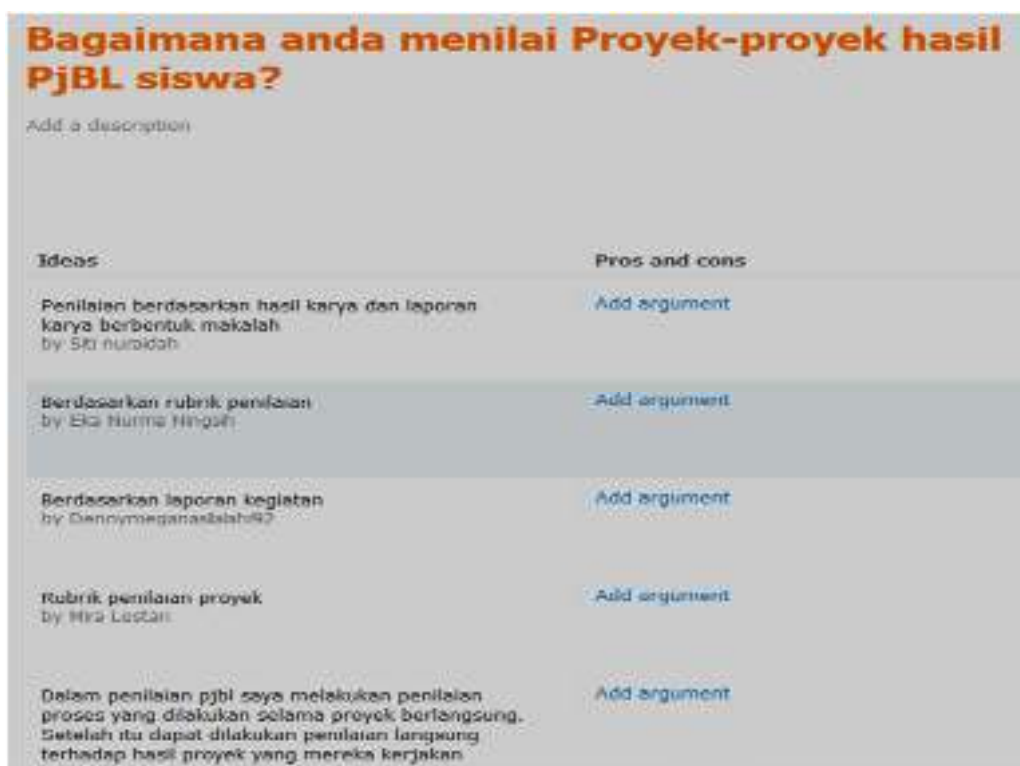 Bagaimana anda menilai Proyek-proyek hasil
PjBL siswa?
Add a description
Ideas
Pros and cons
Penilaian berdasarkan hasil karya dan laporan
karya berbentuk makalah
by Siti nuraidah
Add argument
Berdasarkan rubrik penilaian
by Eka Nurma Ningsih
Add argument
Berdasarkan laporan kegiatan
by
Add argument
Rubrik penilaian proyek
by Mira Lestari
Add argument
Dalam penilaian pjbl saya melakukan penilaian
proses yang dilakukan selama proyek berlangsung.
Setelah itu dapat dilakukan penilaian langsung
terhadap hasil proyek yang mereka kerjakan
Add argument